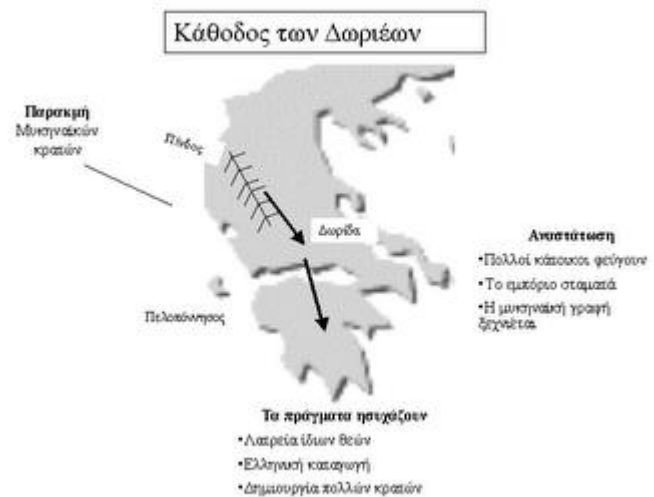 Κάθοδος των Δωριέων
Παρακμή
Μυκηναϊκών
κρατών
Πίνδος
Δωρίδα
Πελοπόννησος
Αναστάτωση
•Πολλοί κάτοικοι φεύγουν
•Το εμπόριο σταματά
•Η μυκηναϊκή γραφή
ξεχνιέται
Τα πράγματα ησυχάζουν
•Λατρεία ίδιων θεών
•Ελληνική καταγωγή
•Δημιουργία πολλών κρατών